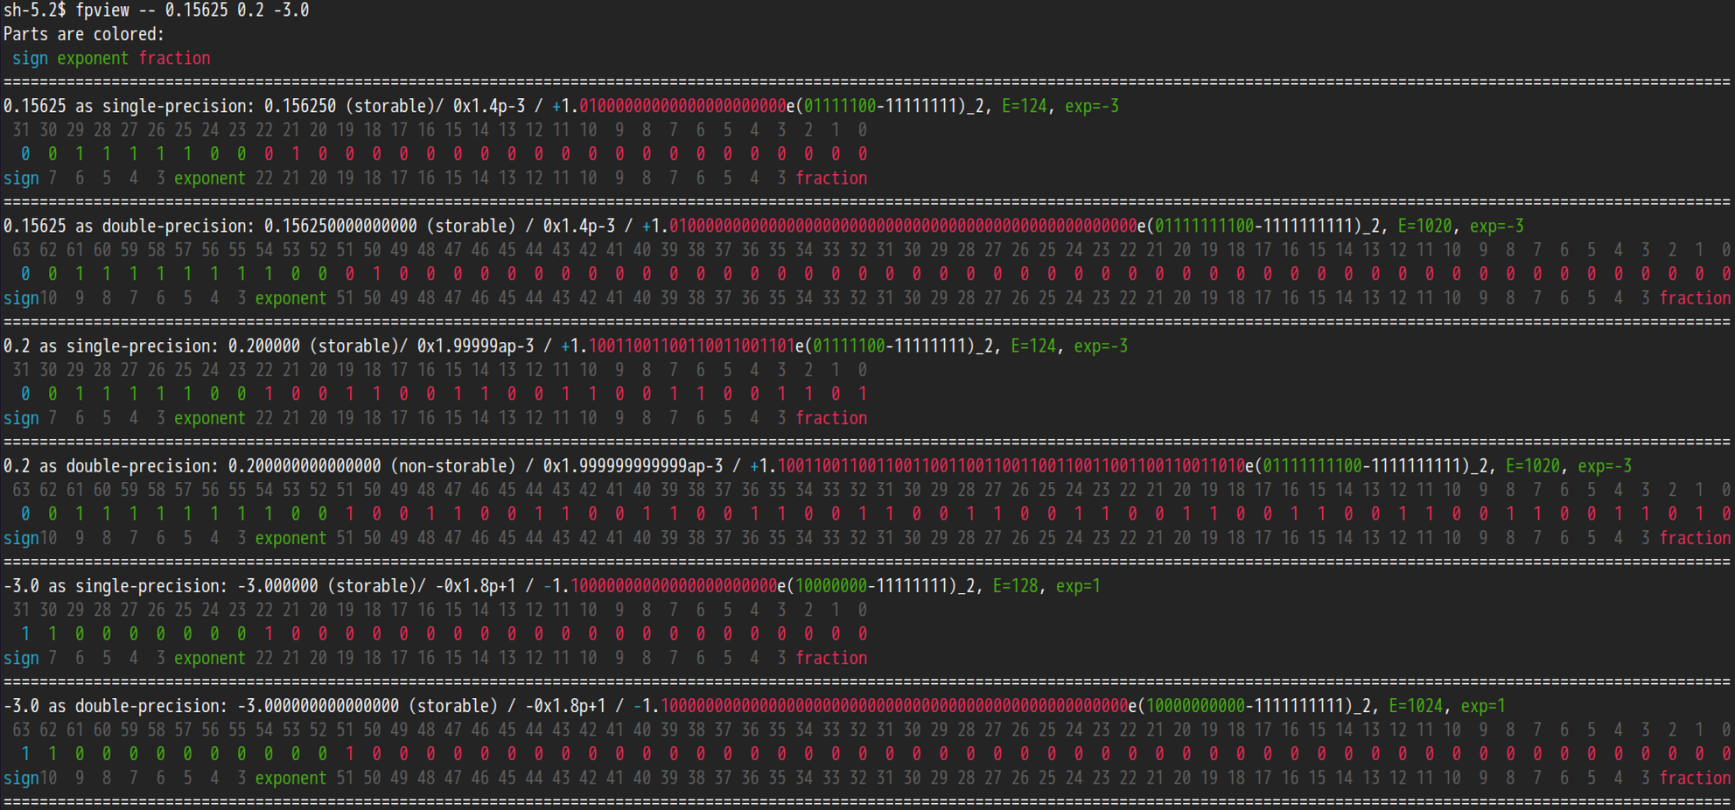 sh-5.2$ fpview -- 0.15625 0.2 -3.0
Parts are colored:
sign exponent fraction
================================================================================================================================================================================================
0.15625 as single-precision: 0.156250 (storable)/ 0x1.4p-3 / +1.01000000000000000000000e(01111100-11111111)_2, E=124, exp=-3
31 30 29 28 27 26 25 24 23 22 21 20 19 18 17 16 15 14 13 12 11 10 9 8 7 6 5 4 3 2 1 0
0 0 1 1 1 1 1 0 0 0 1 0 0 0 0 0 0 0 0 0 0 0 0 0 0 0 0 0 0 0 0 0
sign 7 6 5 4 3 exponent 22 21 20 19 18 17 16 15 14 13 12 11 10 9 8 7 6 5 4 3 fraction
================================================================================================================================================================================================
0.15625 as double-precision: 0.156250000000000 (storable) / 0x1.4p-3 / +1.0100000000000000000000000000000000000000000000000000e(01111111100-1111111111)_2, E=1020, exp=-3
63 62 61 60 59 58 57 56 55 54 53 52 51 50 49 48 47 46 45 44 43 42 41 40 39 38 37 36 35 34 33 32 31 30 29 28 27 26 25 24 23 22 21 20 19 18 17 16 15 14 13 12 11 10 9 8 7 6 5 4 3 2 1 0
0 0 1 1 1 1 1 1 1 1 0 0 0 1 0 0 0 0 0 0 0 0 0 0 0 0 0 0 0 0 0 0 0 0 0 0 0 0 0 0 0 0 0 0 0 0 0 0 0 0 0 0 0 0 0 0 0 0 0 0 0 0 0 0
sign10 9 8 7 6 5 4 3 exponent 51 50 49 48 47 46 45 44 43 42 41 40 39 38 37 36 35 34 33 32 31 30 29 28 27 26 25 24 23 22 21 20 19 18 17 16 15 14 13 12 11 10 9 8 7 6 5 4 3 fraction
================================================================================================================================================================================================
0.2 as single-precision: 0.200000 (storable)/ 0x1.99999ap-3 / +1.10011001100110011001101e(01111100-11111111)_2, E=124, exp=-3
31 30 29 28 27 26 25 24 23 22 21 20 19 18 17 16 15 14 13 12 11 10 9 8 7 6 5 4 3 2 1 0
0 0 1 1 1 1 1 0 0 1 0 0 1 1 0 0 1 1 0 0 1 1 0 0 1 1 0 0 1 1 0 1
sign 7 6 5 4 3 exponent 22 21 20 19 18 17 16 15 14 13 12 11 10 9 8 7 6 5 4 3 fraction
================================================================================================================================================================================================
0.2 as double-precision: 0.200000000000000 (non-storable) / 0x1.999999999999ap-3 / +1.1001100110011001100110011001100110011001100110011010e(01111111100-1111111111)_2, E=1020, exp=-3
63 62 61 60 59 58 57 56 55 54 53 52 51 50 49 48 47 46 45 44 43 42 41 40 39 38 37 36 35 34 33 32 31 30 29 28 27 26 25 24 23 22 21 20 19 18 17 16 15 14 13 12 11 10 9 8 7 6 5 4 3 2 1 0
0 0 1 1 1 1 1 1 1 1 0 0 1 0 0 1 1 0 0 1 1 0 0 1 1 0 0 1 1 0 0 1 1 0 0 1 1 0 0 1 1 0 0 1 1 0 0 1 1 0 0 1 1 0 0 1 1 0 0 1 1 0 1 0
sign10 9 8 7 6 5 4 3 exponent 51 50 49 48 47 46 45 44 43 42 41 40 39 38 37 36 35 34 33 32 31 30 29 28 27 26 25 24 23 22 21 20 19 18 17 16 15 14 13 12 11 10 9 8 7 6 5 4 3 fraction
================================================================================================================================================================================================
-3.0 as single-precision: -3.000000 (storable)/ -0x1.8p+1 / -1.10000000000000000000000e(10000000-11111111)_2, E=128, exp=1
31 30 29 28 27 26 25 24 23 22 21 20 19 18 17 16 15 14 13 12 11 10 9 8 7 6 5 4 3 2 1 0
1 1 0 0 0 0 0 0 0 1 0 0 0 0 0 0 0 0 0 0 0 0 0 0 0 0 0 0 0 0 0 0
sign 7 6 5 4 3 exponent 22 21 20 19 18 17 16 15 14 13 12 11 10 9 8 7 6 5 4 3 fraction
================================================================================================================================================================================================
-3.0 as double-precision: -3.000000000000000 (storable) / -0x1.8p+1 / -1.1000000000000000000000000000000000000000000000000000e(10000000000-1111111111)_2, E=1024, exp=1
63 62 61 60 59 58 57 56 55 54 53 52 51 50 49 48 47 46 45 44 43 42 41 40 39 38 37 36 35 34 33 32 31 30 29 28 27 26 25 24 23 22 21 20 19 18 17 16 15 14 13 12 11 10 9 8 7 6 5 4 3 2 1 0
1 1 0 0 0 0 0 0 0 0 0 0 1 0 0 0 0 0 0 0 0 0 0 0 0 0 0 0 0 0 0 0 0 0 0 0 0 0 0 0 0 0 0 0 0 0 0 0 0 0 0 0 0 0 0 0 0 0 0 0 0 0 0 0
sign10 9 8 7 6 5 4 3 exponent 51 50 49 48 47 46 45 44 43 42 41 40 39 38 37 36 35 34 33 32 31 30 29 28 27 26 25 24 23 22 21 20 19 18 17 16 15 14 13 12 11 10 9 8 7 6 5 4 3 fraction
================================================================================================================================================================================================